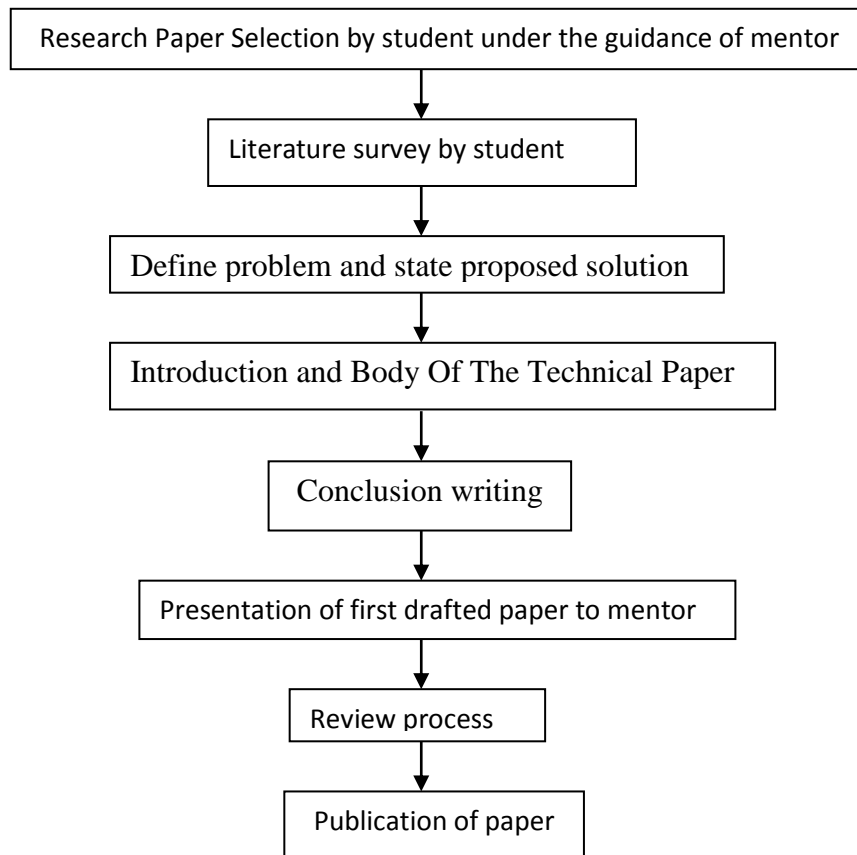 Research Paper Selection by student under the guidance of mentor
Literature survey by student
Define problem and state proposed solution
Introduction and Body Of The Technical Paper
Conclusion writing
Presentation of first drafted paper to mentor
Review process
Publication of paper